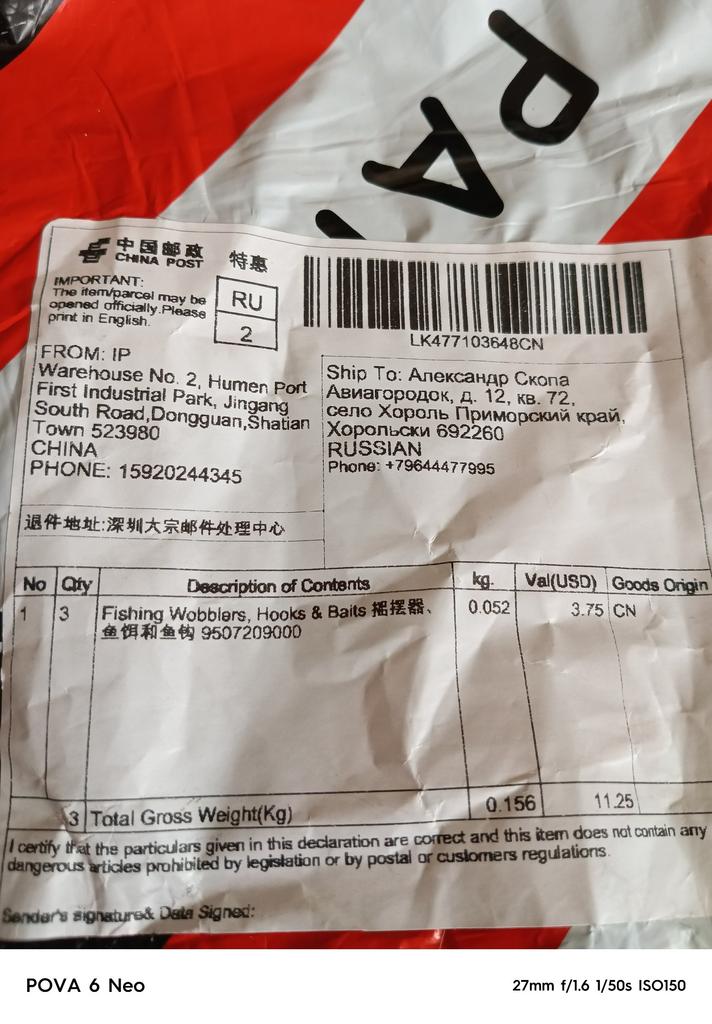 PA
中国邮政
CHINA POST
特惠
IMPORTANT:
The item/parcel may be
opened officially.Please
print in English.
RU
2
LK477103648CN
FROM: IP
Warehouse No. 2, Humen Port
First Industrial Park, Jingang
South Road,Dongguan,Shatian
Town 523980
CHINA
PHONE: 15920244345
Ship To: Александр Скопа
Авиагородок, д. 12, кв. 72,
село Хороль Приморский край,
Хорольски 692260
RUSSIAN
Phone: +79644477995
退件地址:深圳大宗邮件处理中心
No Qty Description of Contents kg. Val(USD) Goods Origin
1 3 Fishing Wobblers, Hooks & Baits 摇摆器、 0.052 3.75 CN
鱼饵和鱼钩 9507209000
3 Total Gross Weight(Kg) 0.156 11.25
I certify that the particulars given in this declaration are correct and this item does not contain any
dangerous articles prohibited by legislation or by postal or customers regulations.
Sender's signature& Data Signed:
POVA 6 Neo
27mm f/1.6 1/50s ISO150